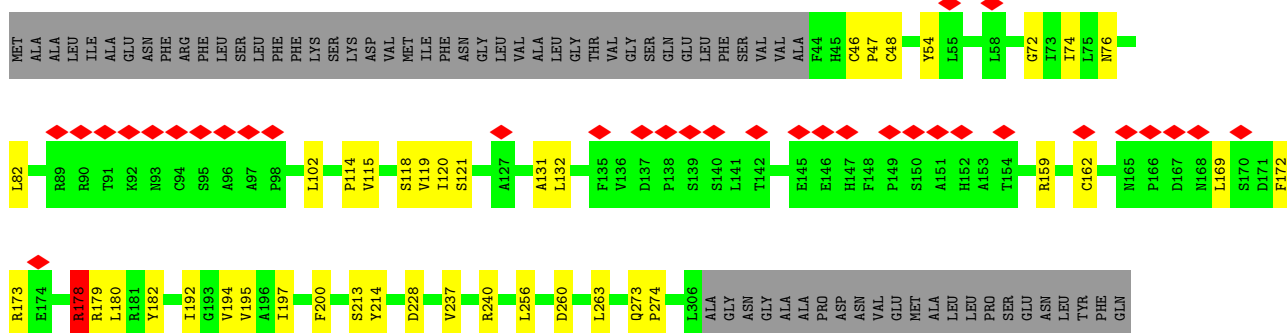 MET ALA ALA LEU ILE ALA GLU ASN PHE ARG PHE LEU SER LEU PHE PHE LYS SER LYS ASP VAL MET ILE PHE ASN GLY LEU VAL ALA LEU GLY THR VAL GLY SER GLN GLU LEU PHE SER VAL VAL ALA F44 H45 C46 P47 C48 Y54 L55 L58 G72 I73 I74 L75 N76
L82 R89 R90 T91 K92 N93 C94 S95 A96 A97 P98 L102 P114 V115 S118 V119 I120 S121 A127 A131 L132 F135 V136 D137 P138 S139 S140 L141 T142 E145 E146 H147 F148 P149 S150 A151 H152 A153 T154 R159 C162 N165 P166 D167 N168 L169 S170 D171 F172
R173 E174 R178 R179 L180 R181 Y182 I192 G193 V194 V195 A196 I197 F200 S213 Y214 D228 V237 R240 L256 D260 L263 Q273 P274 L306 ALA GLY ASN GLY ALA ALA PRO ASP ASN VAL GLU MET ALA LEU LEU PRO SER GLU ASN LEU TYR PHE GLN